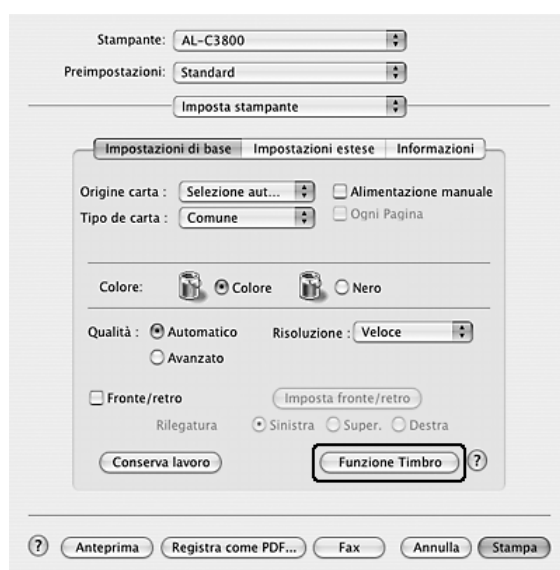 Stampante: AL-C3800
Preimpostazioni: Standard
Imposta stampante
Impostazioni di base Impostazioni estese Informazioni
Origine carta : Selezione aut... Alimentazione manuale
Tipo de carta : Comune Ogni Pagina
Colore: Colore Nero
Qualità : Automatico Risoluzione : Veloce
Avanzato
Fronte/retro Imposta fronte/retro
Rilegatura Sinistra Super. Destra
Conserva lavoro Funzione Timbro ?
? Anteprima Registra come PDF... Fax Annulla Stampa